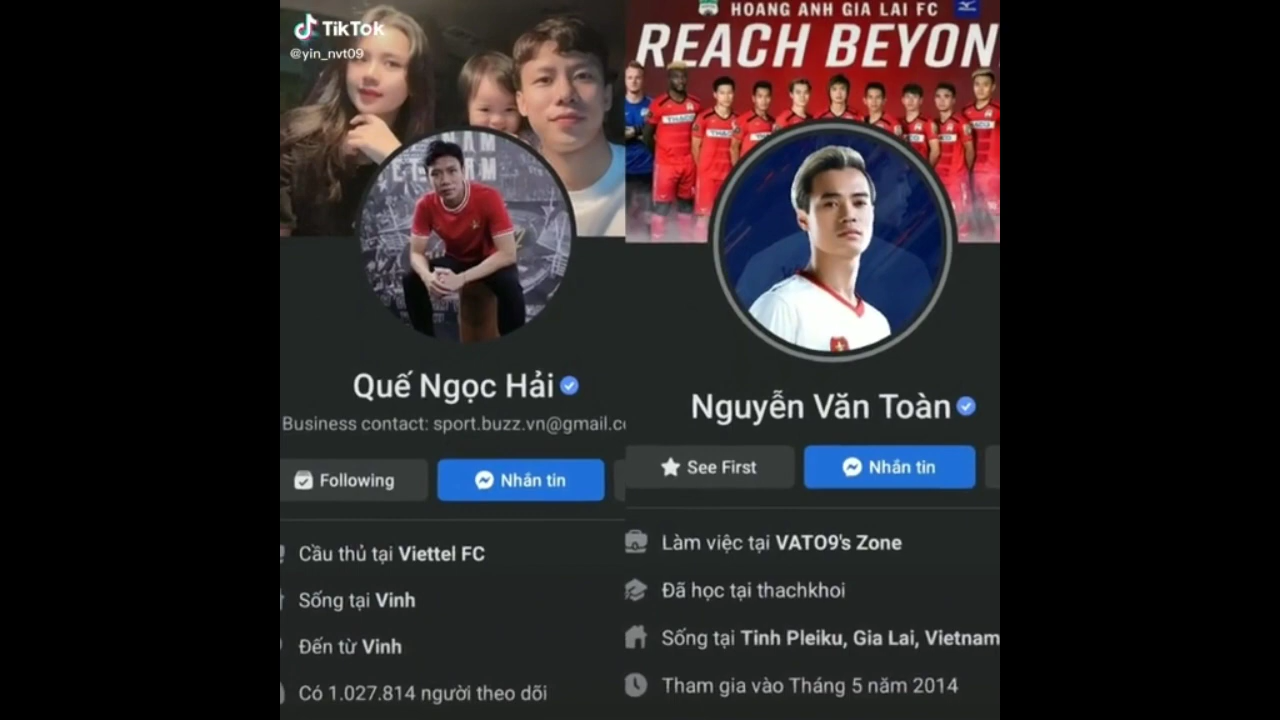 TikTok
@yin_nvt09
HOANG ANH GIA LAI FC
REACH BEYON
THACO
NAM
Quế Ngọc Hải
Business contact: sport.buzz.vn@gmail.co
Following
Nhắn tin
Cầu thủ tại Viettel FC
Sống tại Vinh
Đến từ Vinh
Có 1.027.814 người theo dõi
Nguyễn Văn Toàn
See First
Nhắn tin
Làm việc tại VATO9's Zone
Đã học tại thachkhoi
Sống tại Tỉnh Pleiku, Gia Lai, Vietnam
Tham gia vào Tháng 5 năm 2014